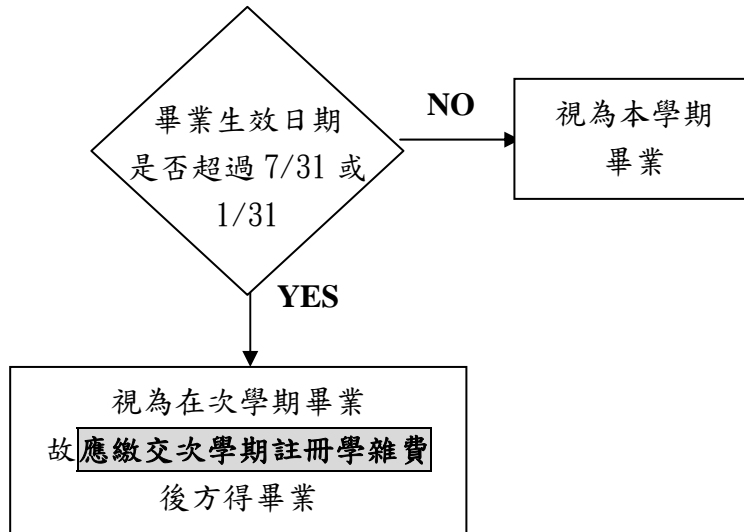 畢業生效日期
是否超過 7/31 或
1/31
NO
視為本學期
畢業
YES
視為在次學期畢業
故應繳交次學期註冊學雜費
後方得畢業